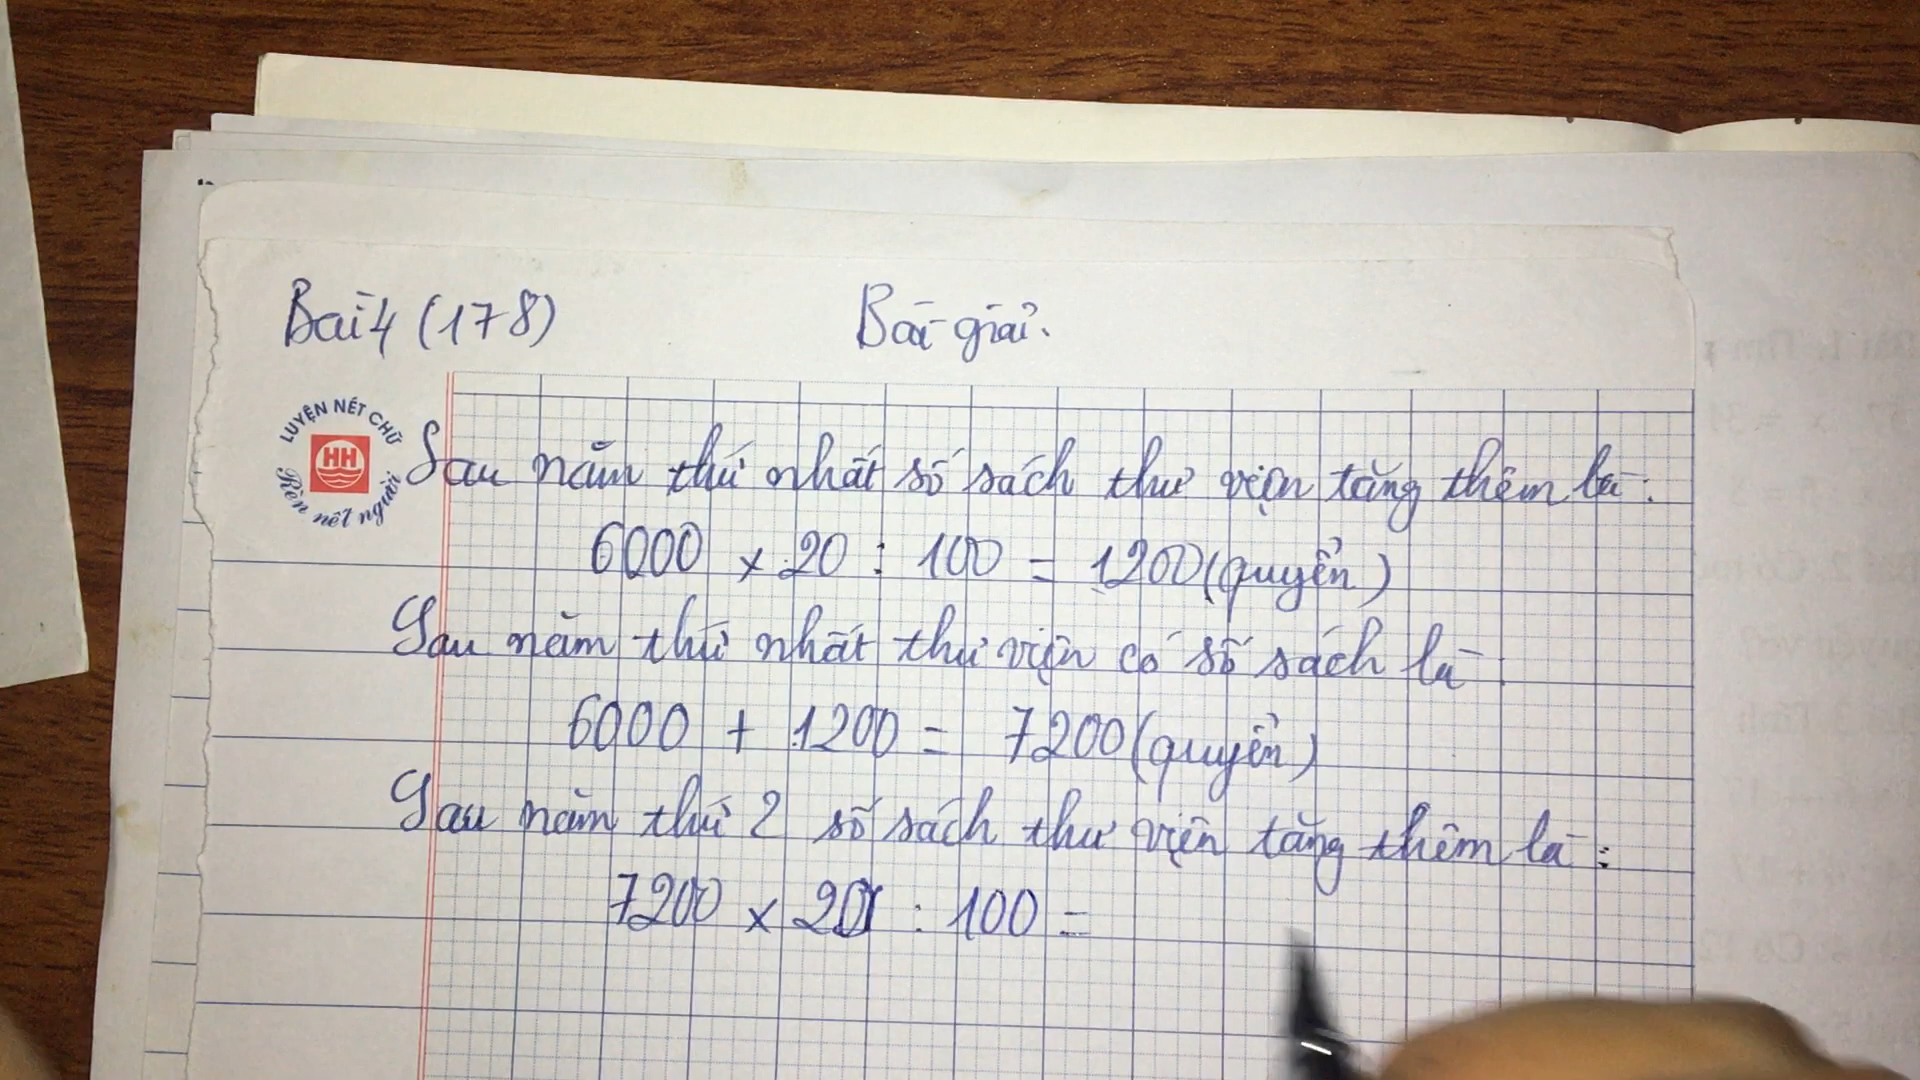 Bài 4 (178)
Bài giải.
LUYỆN NÉT CHỮ
HH
Rèn nết người
Sau năm thứ nhất số sách thư viện tăng thêm là:
6000 x 20 : 100 = 1200 (quyển)
Sau năm thứ nhất thư viện có số sách là:
6000 + 1200 = 7200 (quyển)
Sau năm thứ 2 số sách thư viện tăng thêm là:
7200 x 20 : 100 =